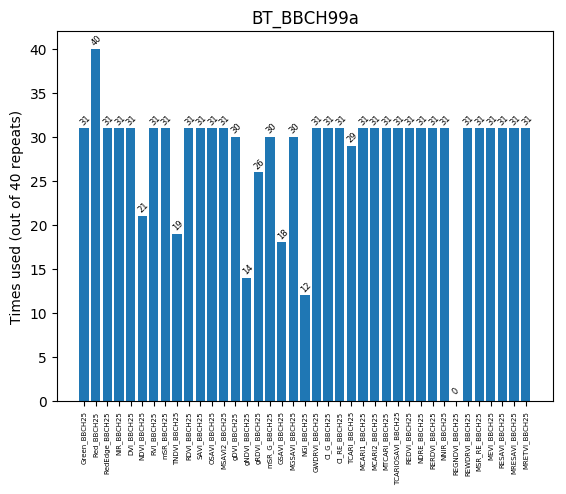 BT_BBCH99a
Times used (out of 40 repeats)
40
35
30
25
20
15
10
5
0
31
40
31
31
31
21
31
31
19
31
31
31
31
30
14
26
30
18
30
12
31
31
31
29
31
31
31
31
31
31
31
31
0
31
31
31
31
31
31
Green_BBCH25
Red_BBCH25
RedEdge_BBCH25
NIR_BBCH25
DVI_BBCH25
NDVI_BBCH25
RVI_BBCH25
mSR_BBCH25
TNDVI_BBCH25
RDVI_BBCH25
SAVI_BBCH25
OSAVI_BBCH25
MSAVI2_BBCH25
gDVI_BBCH25
gNDVI_BBCH25
gRDVI_BBCH25
mSR_G_BBCH25
GSAVI_BBCH25
MGSAVI_BBCH25
NGI_BBCH25
GWDRVI_BBCH25
CI_G_BBCH25
CI_RE_BBCH25
TCARI_BBCH25
MCARI1_BBCH25
MCARI2_BBCH25
MTCARI_BBCH25
TCARIOSAVI_BBCH25
REDVI_BBCH25
NDRE_BBCH25
RERDVI_BBCH25
NNIR_BBCH25
REGNDVI_BBCH25
REWDRVI_BBCH25
MSR_RE_BBCH25
MEVI_BBCH25
RESAVI_BBCH25
MRESAVI_BBCH25
MRETVI_BBCH25